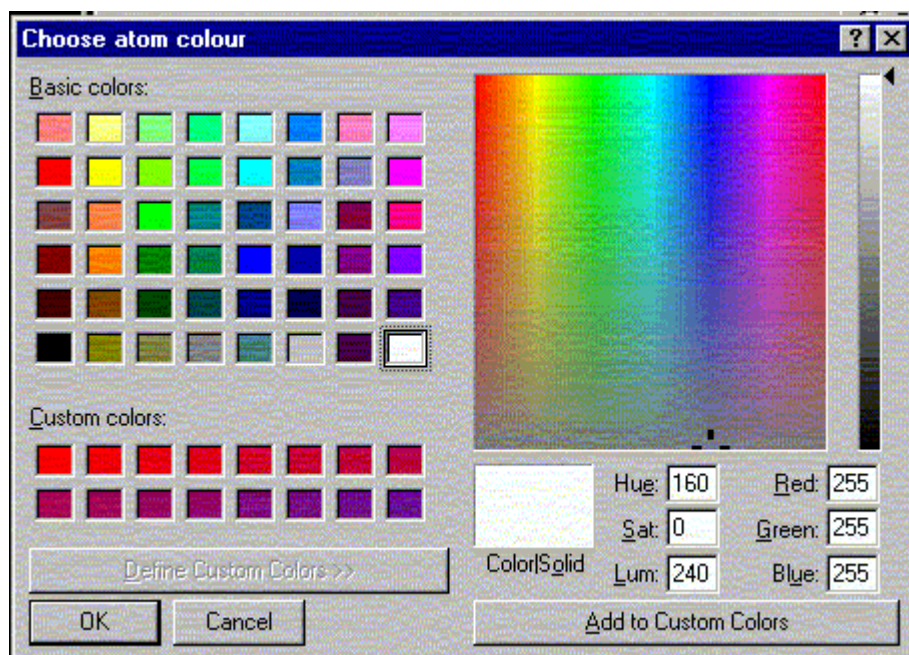 Choose atom colour
Basic colors:
Custom colors:
Define Custom Colors >>
OK Cancel
Color|Solid
Hue: 160 Red: 255
Sat: 0 Green: 255
Lum: 240 Blue: 255
Add to Custom Colors